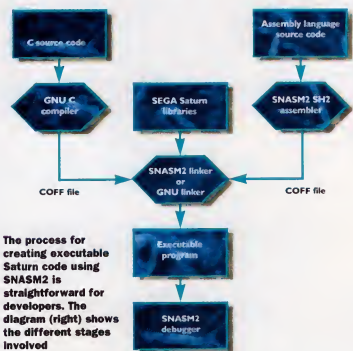 C source code
Assembly language
source code
GNU C
compiler
SEGA Saturn
libraries
SNASM2 SH2
assembler
COFF file
SNASM2 linker
or
GNU linker
COFF file
Executable
program
SNASM2
debugger
The process for
creating executable
Saturn code using
SNASM2 is
straightforward for
developers. The
diagram (right) shows
the different stages
involved